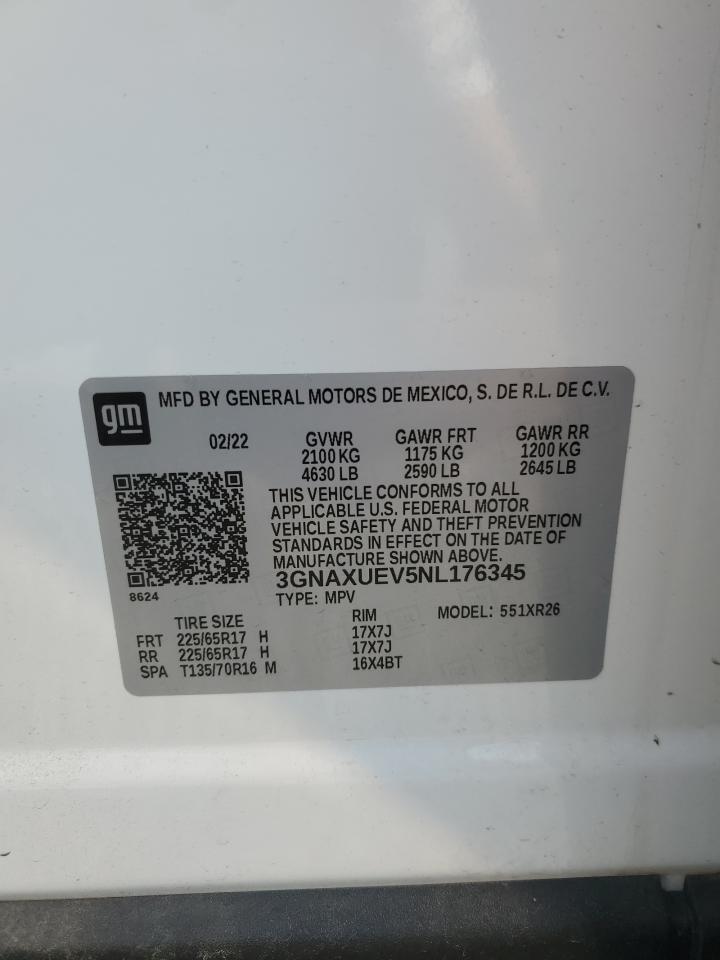 gm
MFD BY GENERAL MOTORS DE MEXICO, S. DE R.L. DE C.V.
02/22 GVWR GAWR FRT GAWR RR
2100 KG 1175 KG 1200 KG
4630 LB 2590 LB 2645 LB
THIS VEHICLE CONFORMS TO ALL
APPLICABLE U.S. FEDERAL MOTOR
VEHICLE SAFETY AND THEFT PREVENTION
STANDARDS IN EFFECT ON THE DATE OF
MANUFACTURE SHOWN ABOVE.
3GNAXUEV5NL176345
8624
TYPE: MPV MODEL: 551XR26
TIRE SIZE RIM
FRT 225/65R17 H 17X7J
RR 225/65R17 H 17X7J
SPA T135/70R16 M 16X4BT